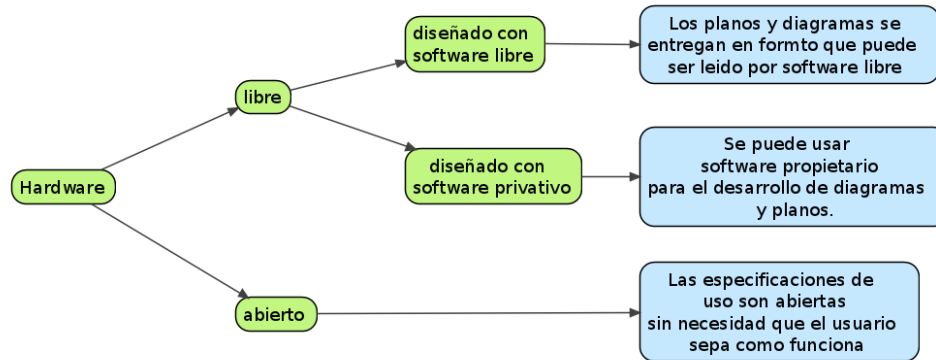 diseñado con
software libre
Los planos y diagramas se
entregan en formto que puede
ser leido por software libre
libre
diseñado con
software privativo
Se puede usar
software propietario
para el desarrollo de diagramas
y planos.
Hardware
abierto
Las especificaciones de
uso son abiertas
sin necesidad que el usuario
sepa como funciona